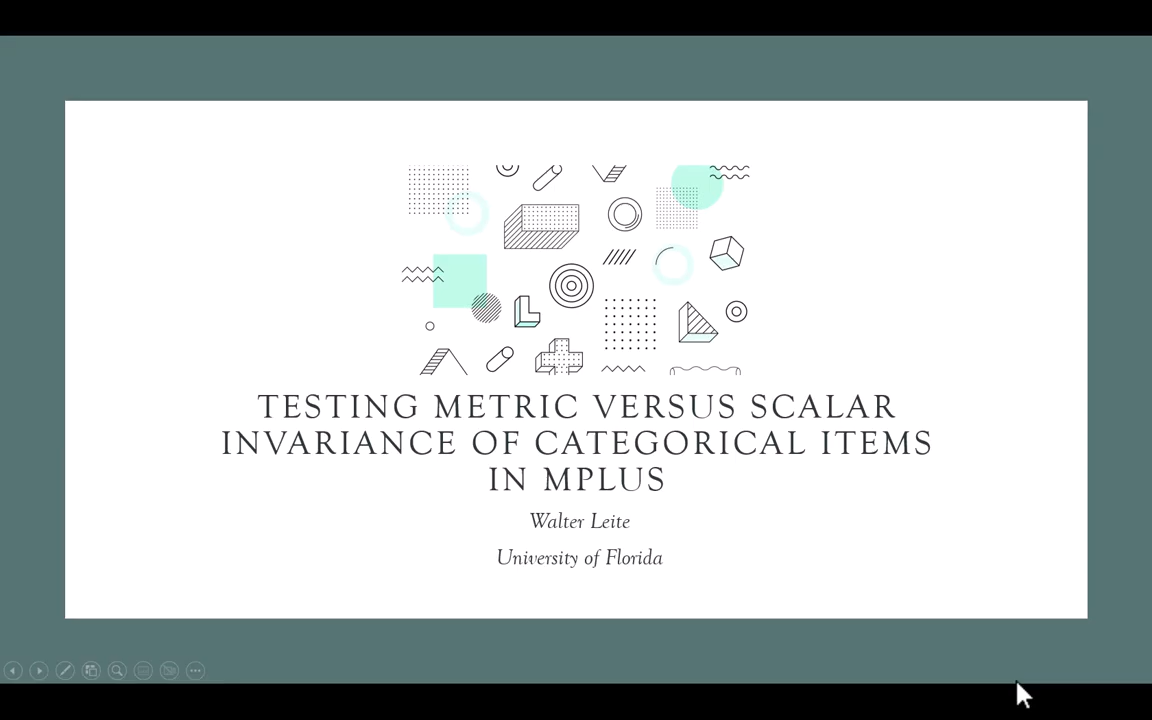 TESTING METRIC VERSUS SCALAR
INVARIANCE OF CATEGORICAL ITEMS
IN MPLUS
Walter Leite
University of Florida